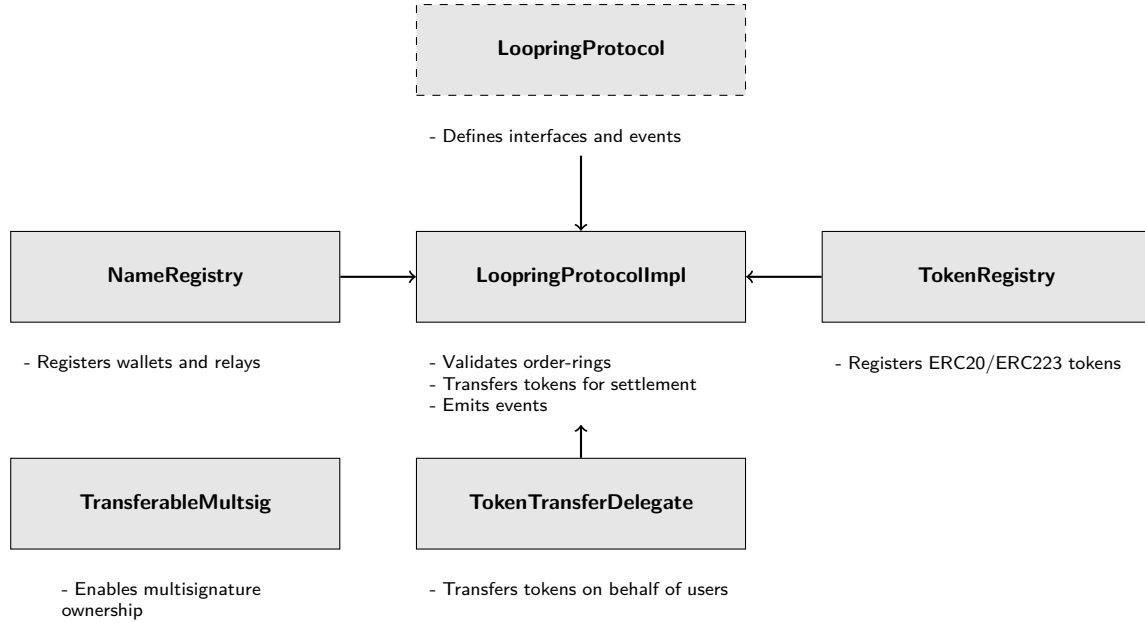 LoopringProtocol
- Defines interfaces and events
NameRegistry
LoopringProtocolImpl
TokenRegistry
- Registers wallets and relays
- Validates order-rings
- Transfers tokens for settlement
- Emits events
- Registers ERC20/ERC223 tokens
TransferableMultsig
TokenTransferDelegate
- Enables multisignature
ownership
- Transfers tokens on behalf of users